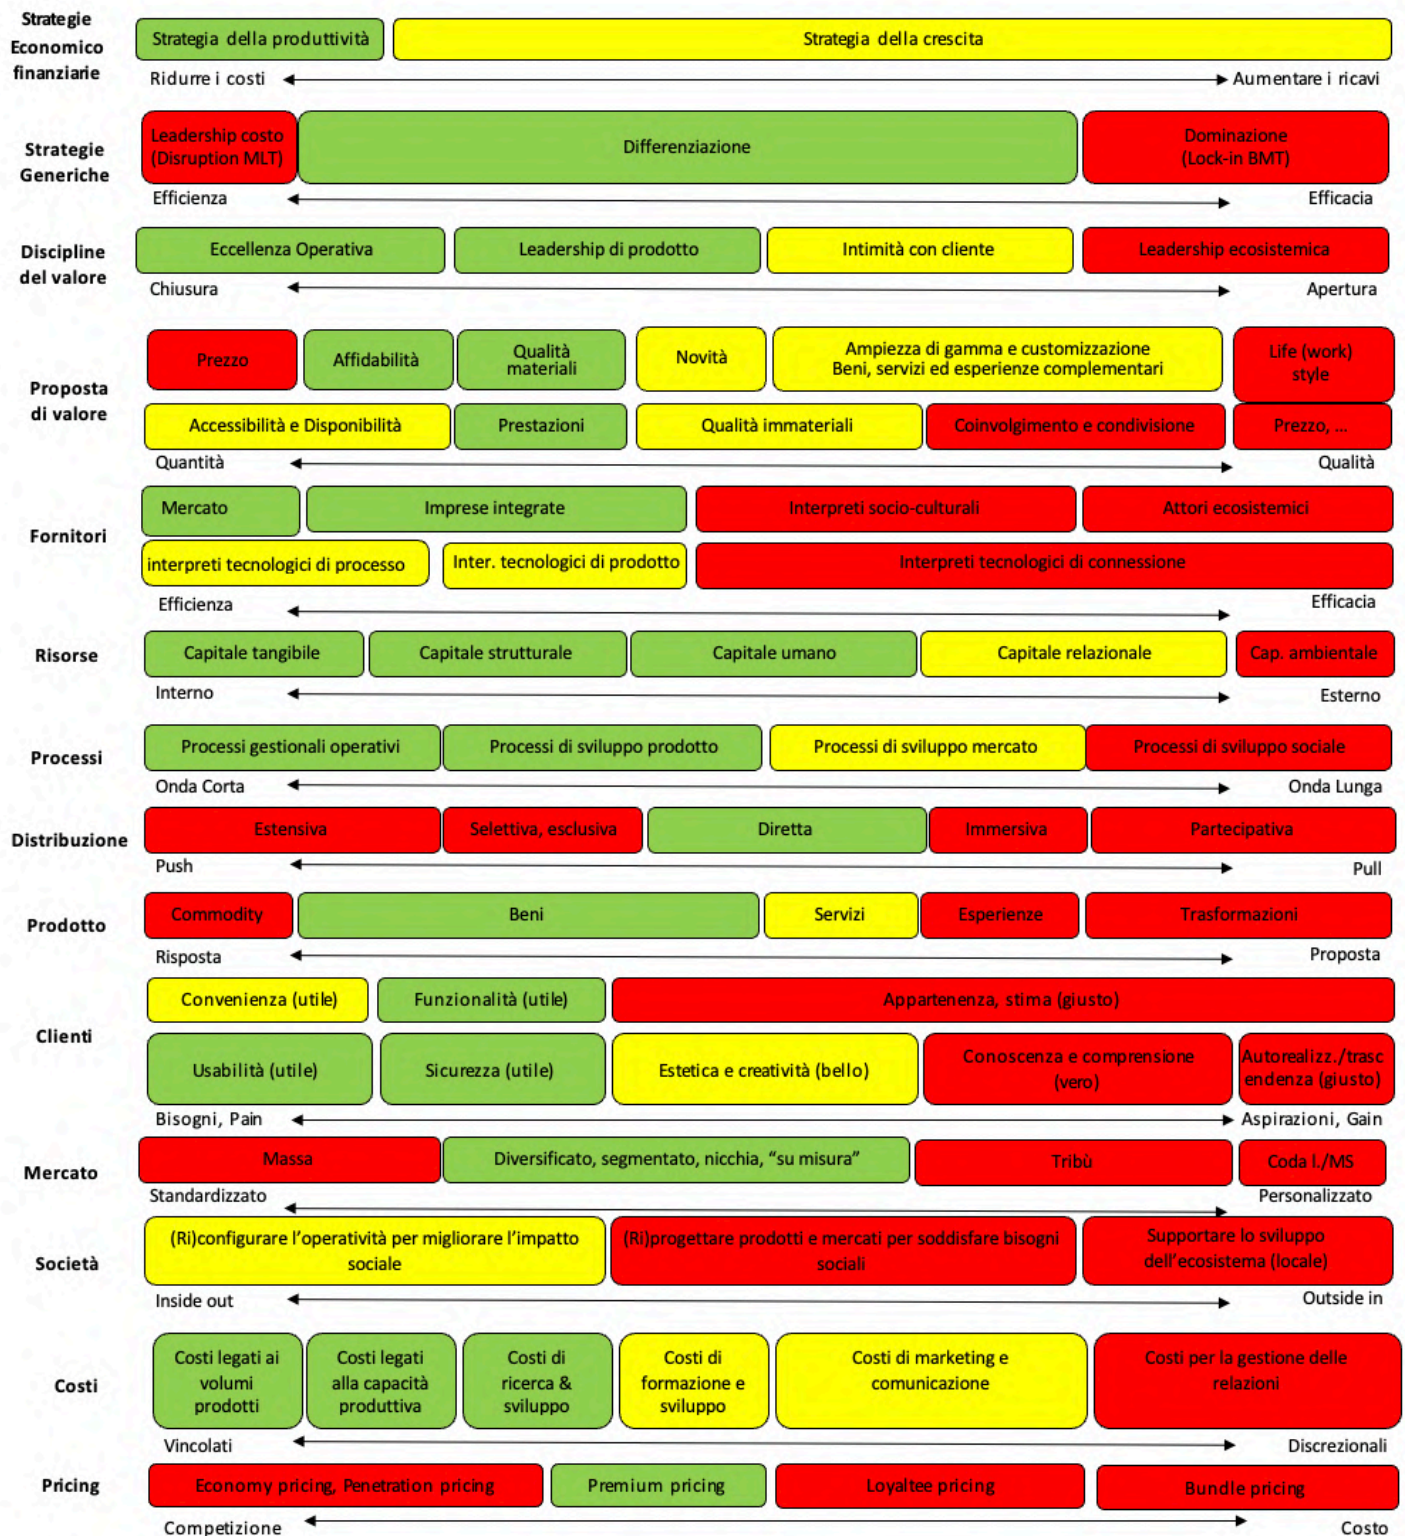 Strategie
Economico
finanziarie
Strategia della produttività
Strategia della crescita
Ridurre i costi
Aumentare i ricavi
Strategie
Generiche
Leadership costo
(Disruption MLT)
Differenziazione
Dominazione
(Lock-in BMT)
Efficienza
Efficacia
Discipline
del valore
Eccellenza Operativa
Leadership di prodotto
Intimità con cliente
Leadership ecosistemica
Chiusura
Apertura
Proposta
di valore
Prezzo
Affidabilità
Qualità
materiali
Novità
Ampiezza di gamma e customizzazione
Beni, servizi ed esperienze complementari
Life (work)
style
Accessibilità e Disponibilità
Prestazioni
Qualità immateriali
Coinvolgimento e condivisione
Prezzo, ...
Quantità
Qualità
Fornitori
Mercato
Imprese integrate
Interpreti socio-culturali
Attori ecosistemici
interpreti tecnologici di processo
Inter. tecnologici di prodotto
Interpreti tecnologici di connessione
Efficienza
Efficacia
Risorse
Capitale tangibile
Capitale strutturale
Capitale umano
Capitale relazionale
Cap. ambientale
Interno
Esterno
Processi
Processi gestionali operativi
Processi di sviluppo prodotto
Processi di sviluppo mercato
Processi di sviluppo sociale
Onda Corta
Onda Lunga
Distribuzione
Estensiva
Selettiva, esclusiva
Diretta
Immersiva
Partecipativa
Push
Pull
Prodotto
Commodity
Beni
Servizi
Esperienze
Trasformazioni
Risposta
Proposta
Clienti
Convenienza (utile)
Funzionalità (utile)
Appartenenza, stima (giusto)
Usabilità (utile)
Sicurezza (utile)
Estetica e creatività (bello)
Conoscenza e comprensione
(vero)
Autorealizz./trasc
endenza (giusto)
Bisogni, Pain
Aspirazioni, Gain
Mercato
Massa
Diversificato, segmentato, nicchia, “su misura”
Tribù
Coda l./MS
Standardizzato
Personalizzato
Società
(Ri)configurare l’operatività per migliorare l’impatto
sociale
(Ri)progettare prodotti e mercati per soddisfare bisogni
sociali
Supportare lo sviluppo
dell’ecosistema (locale)
Inside out
Outside in
Costi
Costi legati ai
volumi
prodotti
Costi legati
alla capacità
produttiva
Costi di
ricerca &
sviluppo
Costi di
formazione e
sviluppo
Costi di marketing e
comunicazione
Costi per la gestione delle
relazioni
Vincolati
Discrezionali
Pricing
Economy pricing, Penetration pricing
Premium pricing
Loyaltee pricing
Bundle pricing
Competizione
Costo